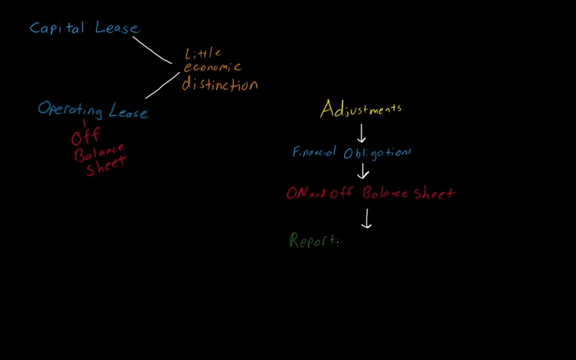 Capital Lease
Little
economic
distinction
Operating Lease
Off
Balance
Sheet
Adjustments
Financial Obligations
ON and Off Balance Sheet
Report